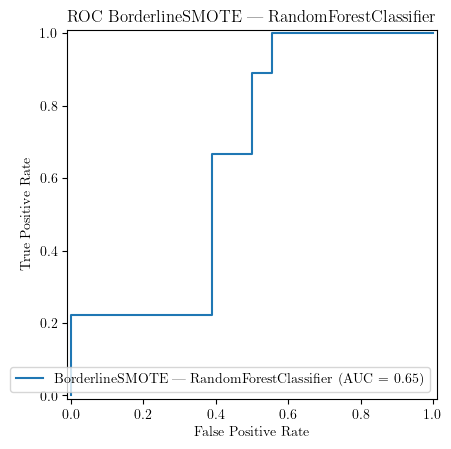 ROC BorderlineSMOTE — RandomForestClassifier
1.0
0.8
0.6
0.4
0.2
0.0
True Positive Rate
BorderlineSMOTE — RandomForestClassifier (AUC = 0.65)
0.0 0.2 0.4 0.6 0.8 1.0
False Positive Rate